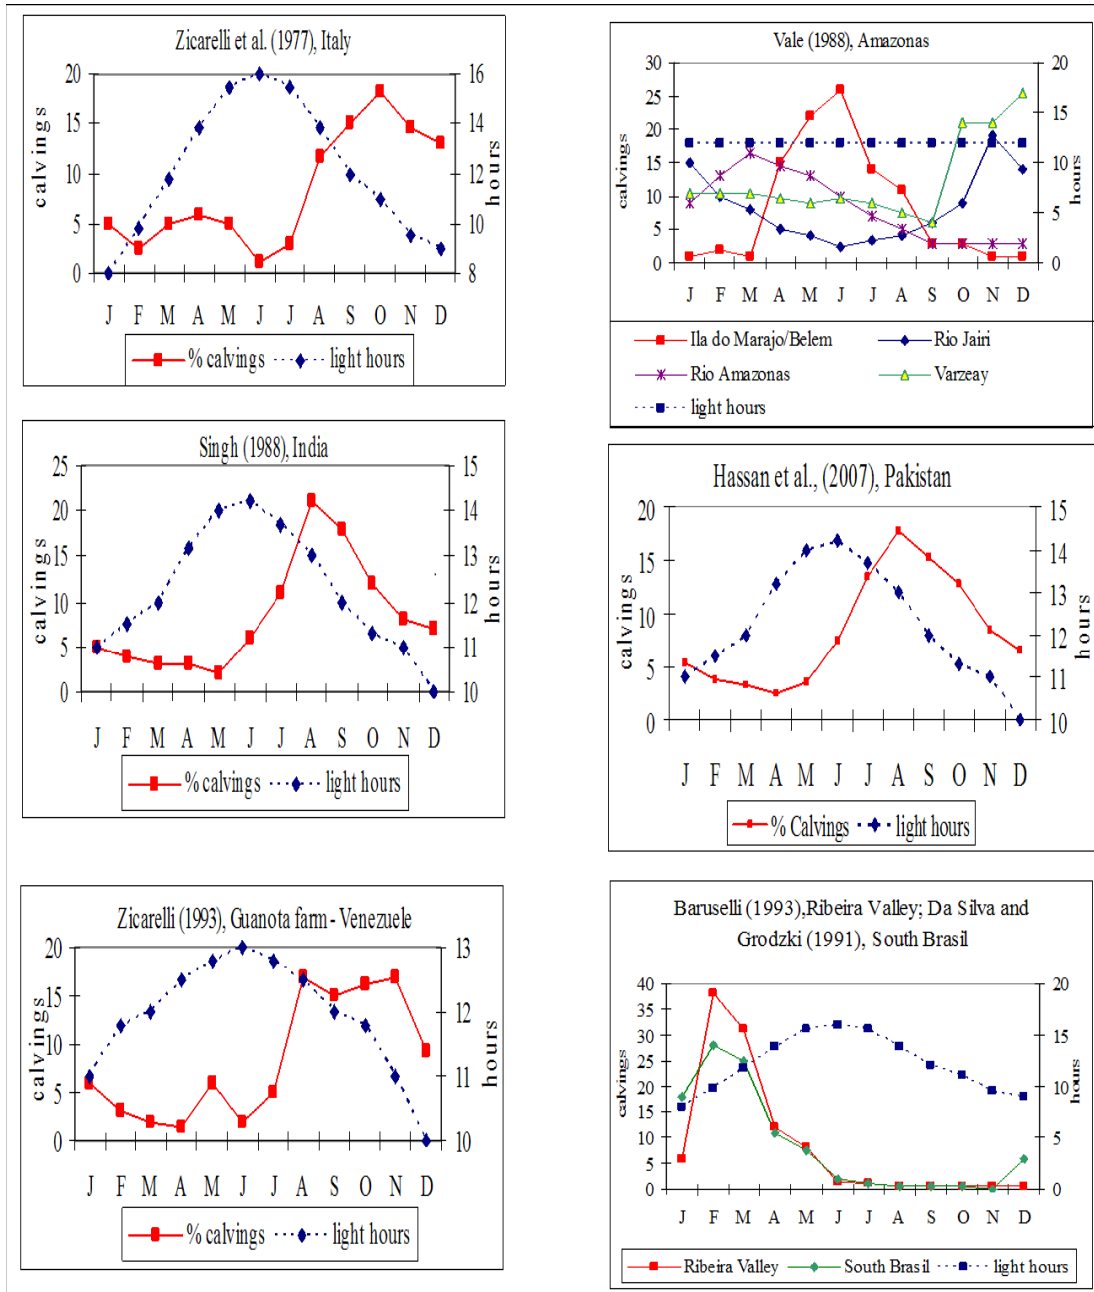 Zicarelli et al. (1977), Italy
20
15
10
5
0
calvings
16
14
12
10
8
hours
J F M A M J J A S O N D
% calvings light hours
Vale (1988), Amazonas
30
25
20
15
10
5
0
calvings
20
15
10
5
0
hours
J F M A M J J A S O N D
Ila do Marajo/Belem Rio Jairi
Rio Amazonas Varzeay
light hours
Singh (1988), India
25
20
15
10
5
0
calvings
15
14
13
12
11
10
hours
J F M A M J J A S O N D
% calvings light hours
Hassan et al., (2007), Pakistan
20
15
10
5
0
calvings
15
14
13
12
11
10
hours
J F M A M J J A S O N D
% Calvings light hours
Zicarelli (1993), Guanota farm - Venezuele
20
15
10
5
0
calvings
13
12
11
10
hours
J F M A M J J A S O N D
% calvings light hours
Baruselli (1993),Ribeira Valley; Da Silva and
Grodzki (1991), South Brasil
40
35
30
25
20
15
10
5
0
calvings
20
15
10
5
0
hours
J F M A M J J A S O N D
Ribeira Valley South Brasil light hours